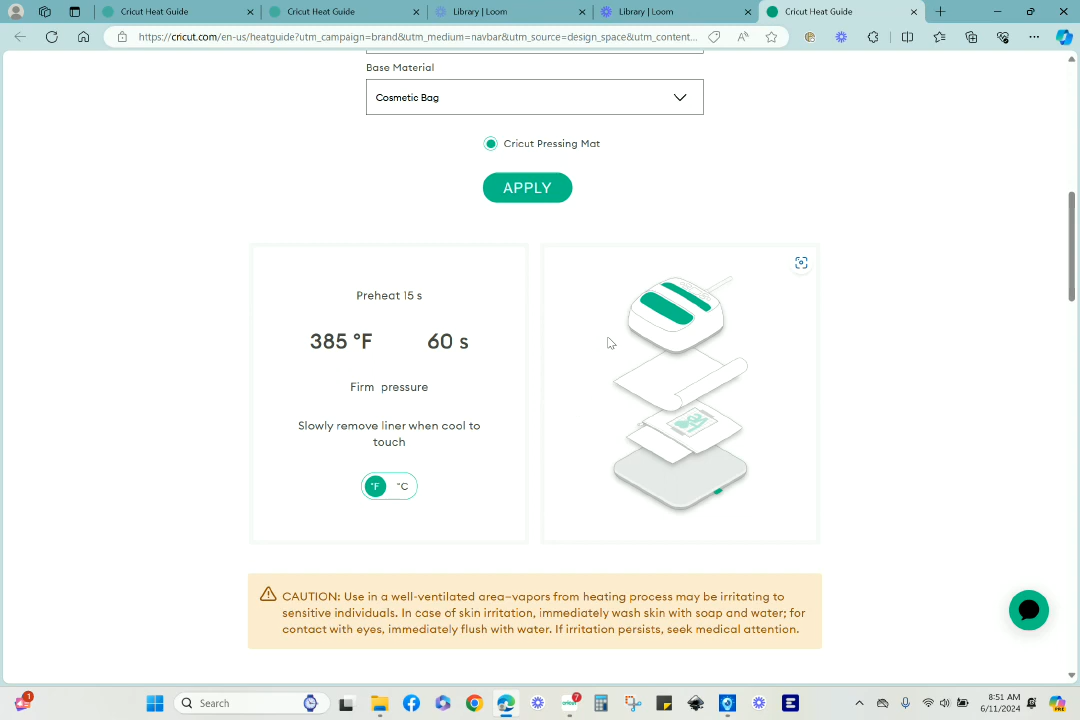 Cricut Heat Guide
Cricut Heat Guide
Library | Loom
Library | Loom
Cricut Heat Guide
https://cricut.com/en-us/heatguide?utm_campaign=brand&utm_medium=navbar&utm_source=design_space&utm_content...
Base Material
Cosmetic Bag
Cricut Pressing Mat
APPLY
Preheat 15 s
385 °F 60 s
Firm pressure
Slowly remove liner when cool to
touch
°F °C
CAUTION: Use in a well-ventilated area—vapors from heating process may be irritating to
sensitive individuals. In case of skin irritation, immediately wash skin with soap and water; for
contact with eyes, immediately flush with water. If irritation persists, seek medical attention.
1
Search
cricut
7
8:51 AM
6/11/2024
PRE